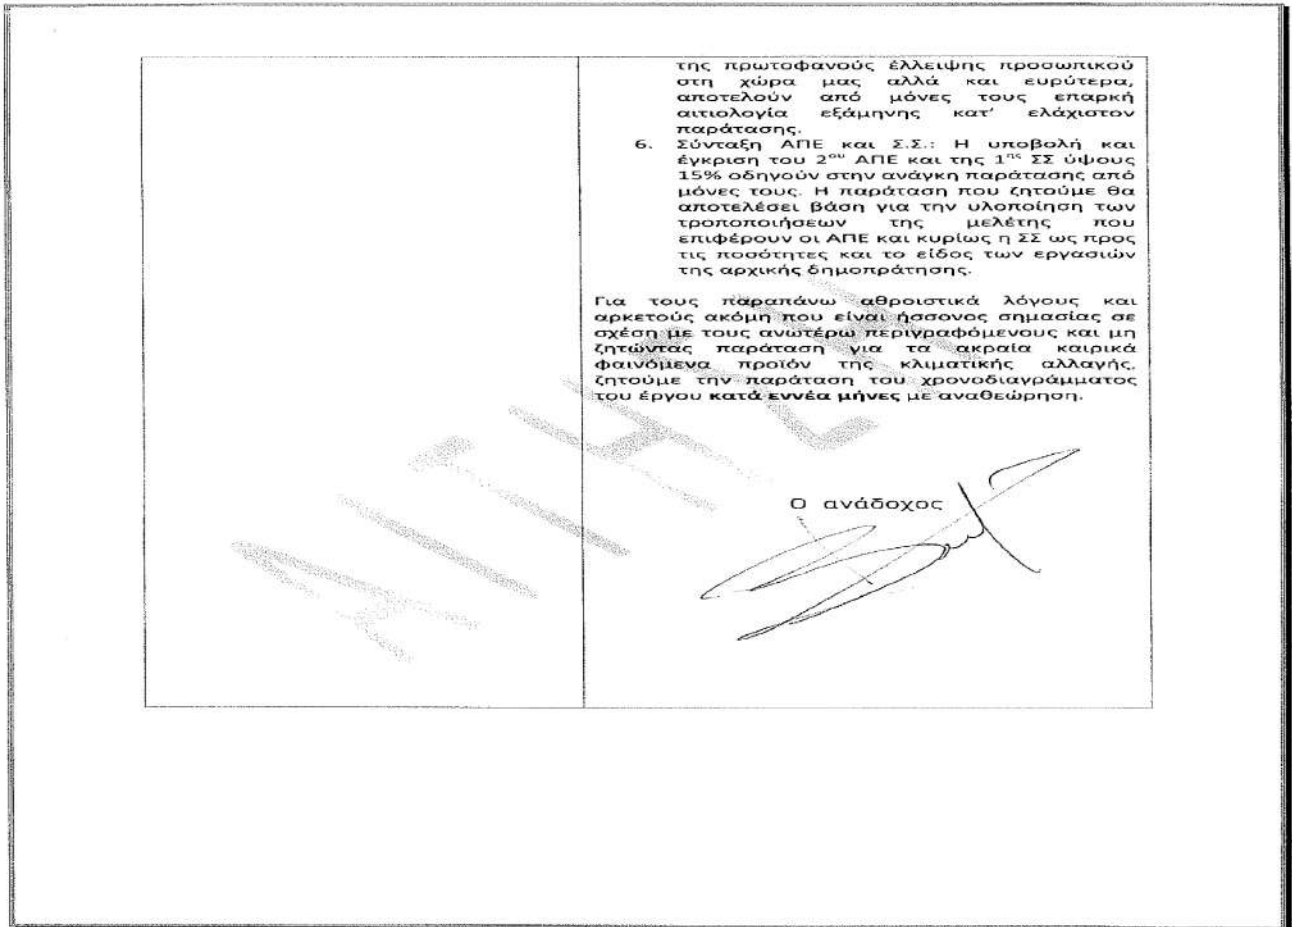 της πρωτοφανούς έλλειψης προσωπικού
στη χώρα μας αλλά και ευρύτερα,
αποτελούν από μόνες τους επαρκή
αιτιολογία εξάμηνης κατ' ελάχιστον
παράτασης.
6. Σύνταξη ΑΠΕ και Σ.Σ.: Η υποβολή και
έγκριση του 2ου ΑΠΕ και της 1ης ΣΣ ύψους
15% οδηγούν στην ανάγκη παράτασης από
μόνες τους. Η παράταση που ζητούμε θα
αποτελέσει βάση για την υλοποίηση των
τροποποιήσεων της μελέτης που
επιφέρουν οι ΑΠΕ και κυρίως η ΣΣ ως προς
τις ποσότητες και το είδος των εργασιών
της αρχικής δημοπράτησης.
Για τους παραπάνω αθροιστικά λόγους και
αρκετούς ακόμη που είναι ήσσονος σημασίας σε
σχέση με τους ανωτέρω περιγραφόμενους και μη
ζητώντας παράταση για τα ακραία καιρικά
φαινόμενα προϊόν της κλιματικής αλλαγής,
ζητούμε την παράταση του χρονοδιαγράμματος
του έργου κατά εννέα μήνες με αναθεώρηση.
Ο ανάδοχος
ΑΙΤΗΣΗ